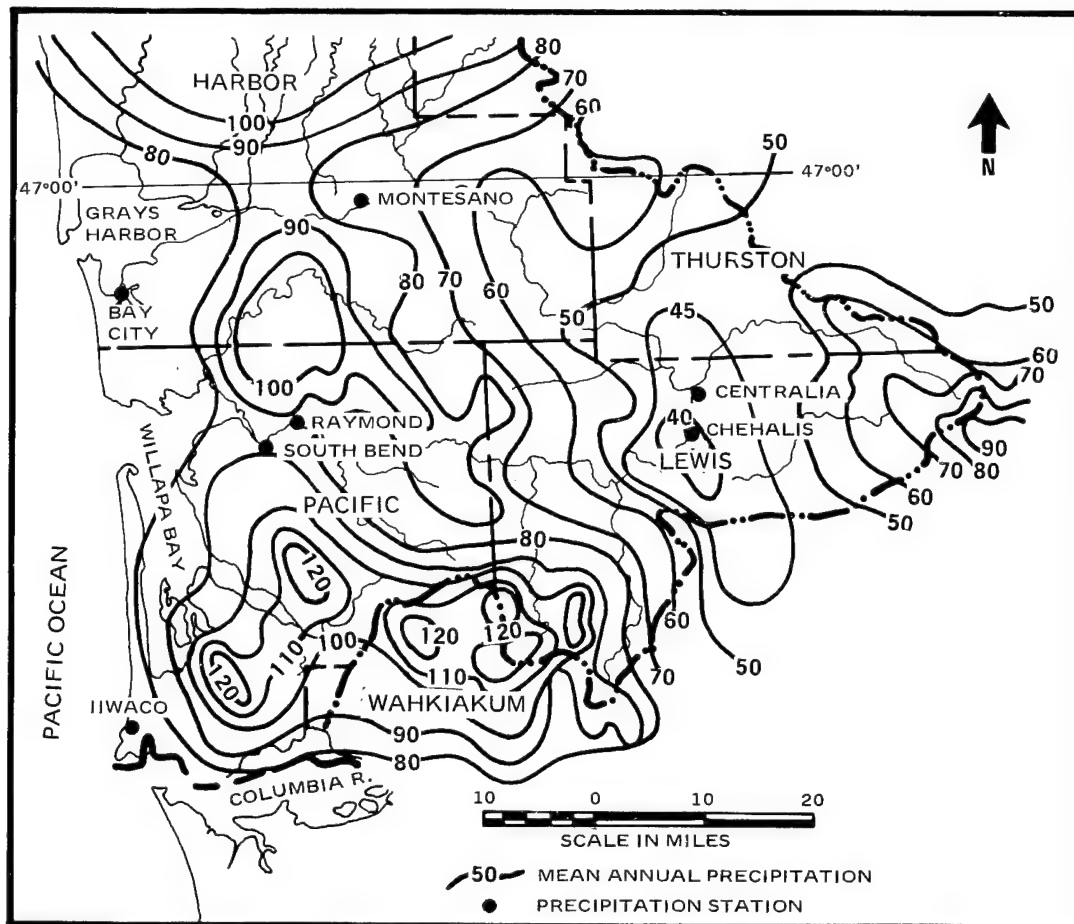 80
70
60
HARBOR
100
90
80
50
N
47°00'
47°00'
MONTESANO
GRAYS
HARBOR
90
THURSTON
80
70
60
BAY
CITY
50
45
50
100
60
70
CENTRALIA
40
CHEHALIS
RAYMOND
SOUTH BEND
LEWIS
90
80
70
60
50
WILLAPA BAY
PACIFIC
80
120
PACIFIC OCEAN
120
120
100
110
120
60
50
70
110
WAHKIAKUM
IIWACO
90
80
COLUMBIA R.
10 0 10 20
SCALE IN MILES
50 MEAN ANNUAL PRECIPITATION
PRECIPITATION STATION